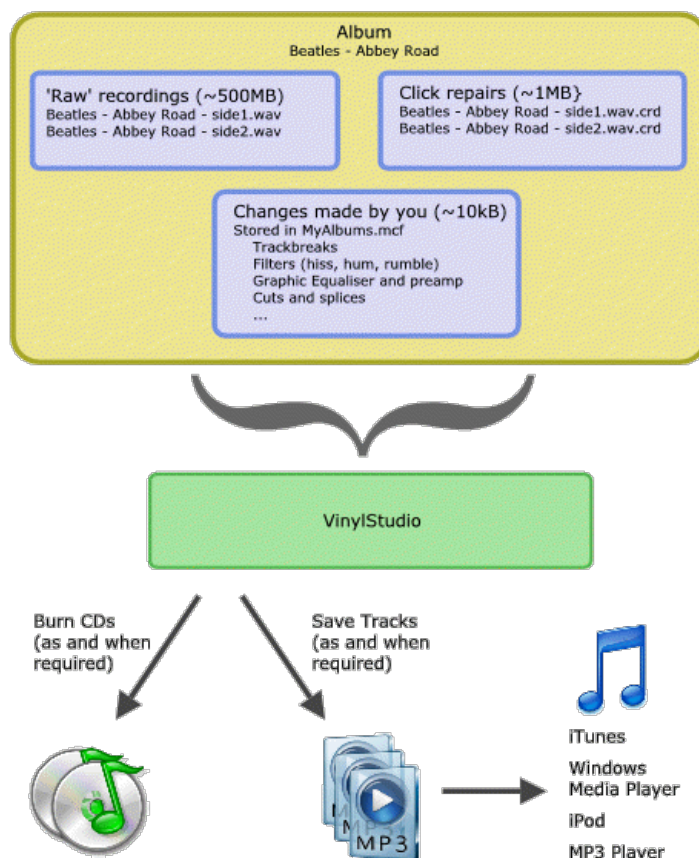 Album
Beatles - Abbey Road
'Raw' recordings (~500MB)
Beatles - Abbey Road - side1.wav
Beatles - Abbey Road - side2.wav
Click repairs (~1MB}
Beatles - Abbey Road - side1.wav.crd
Beatles - Abbey Road - side2.wav.crd
Changes made by you (~10kB)
Stored in MyAlbums.mcf
Trackbreaks
Filters (hiss, hum, rumble)
Graphic Equaliser and preamp
Cuts and splices
...
VinylStudio
Burn CDs
(as and when
required)
Save Tracks
(as and when
required)
MP3
iTunes
Windows
Media Player
iPod
MP3 Player